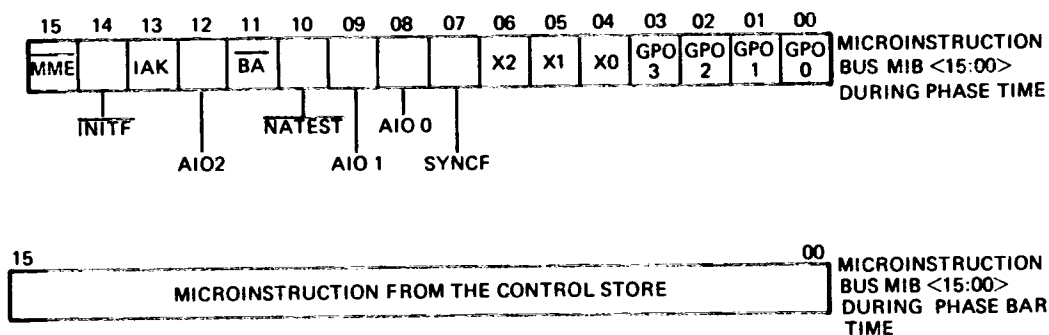 15 14 13 12 11 10 09 08 07 06 05 04 03 02 01 00
MME IAK BA X2 X1 X0 GPO 3 GPO 2 GPO 1 GPO 0
MICROINSTRUCTION
BUS MIB <15:00>
DURING PHASE TIME
INITF NATEST AIO 0
AIO2 AIO 1 SYNCF
15 00
MICROINSTRUCTION FROM THE CONTROL STORE
MICROINSTRUCTION
BUS MIB <15:00>
DURING PHASE BAR
TIME